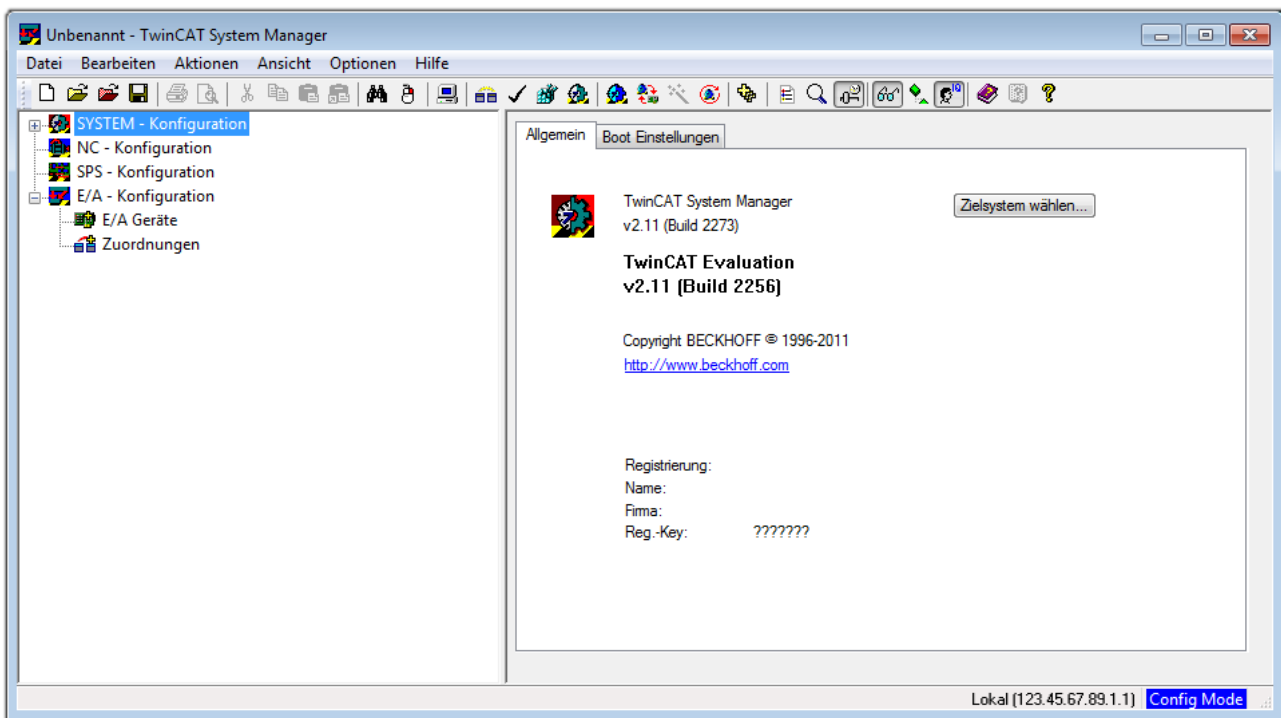 Unbenannt - TwinCAT System Manager
Datei Bearbeiten Aktionen Ansicht Optionen Hilfe
SYSTEM - Konfiguration
NC - Konfiguration
SPS - Konfiguration
E/A - Konfiguration
E/A Geräte
Zuordnungen
Allgemein Boot Einstellungen
TwinCAT System Manager
v2.11 (Build 2273)
Zielsystem wählen...
TwinCAT Evaluation
v2.11 (Build 2256)
Copyright BECKHOFF © 1996-2011
http://www.beckhoff.com
Registrierung:
Name:
Firma:
Reg.-Key: ???????
Lokal (123.45.67.89.1.1) Config Mode